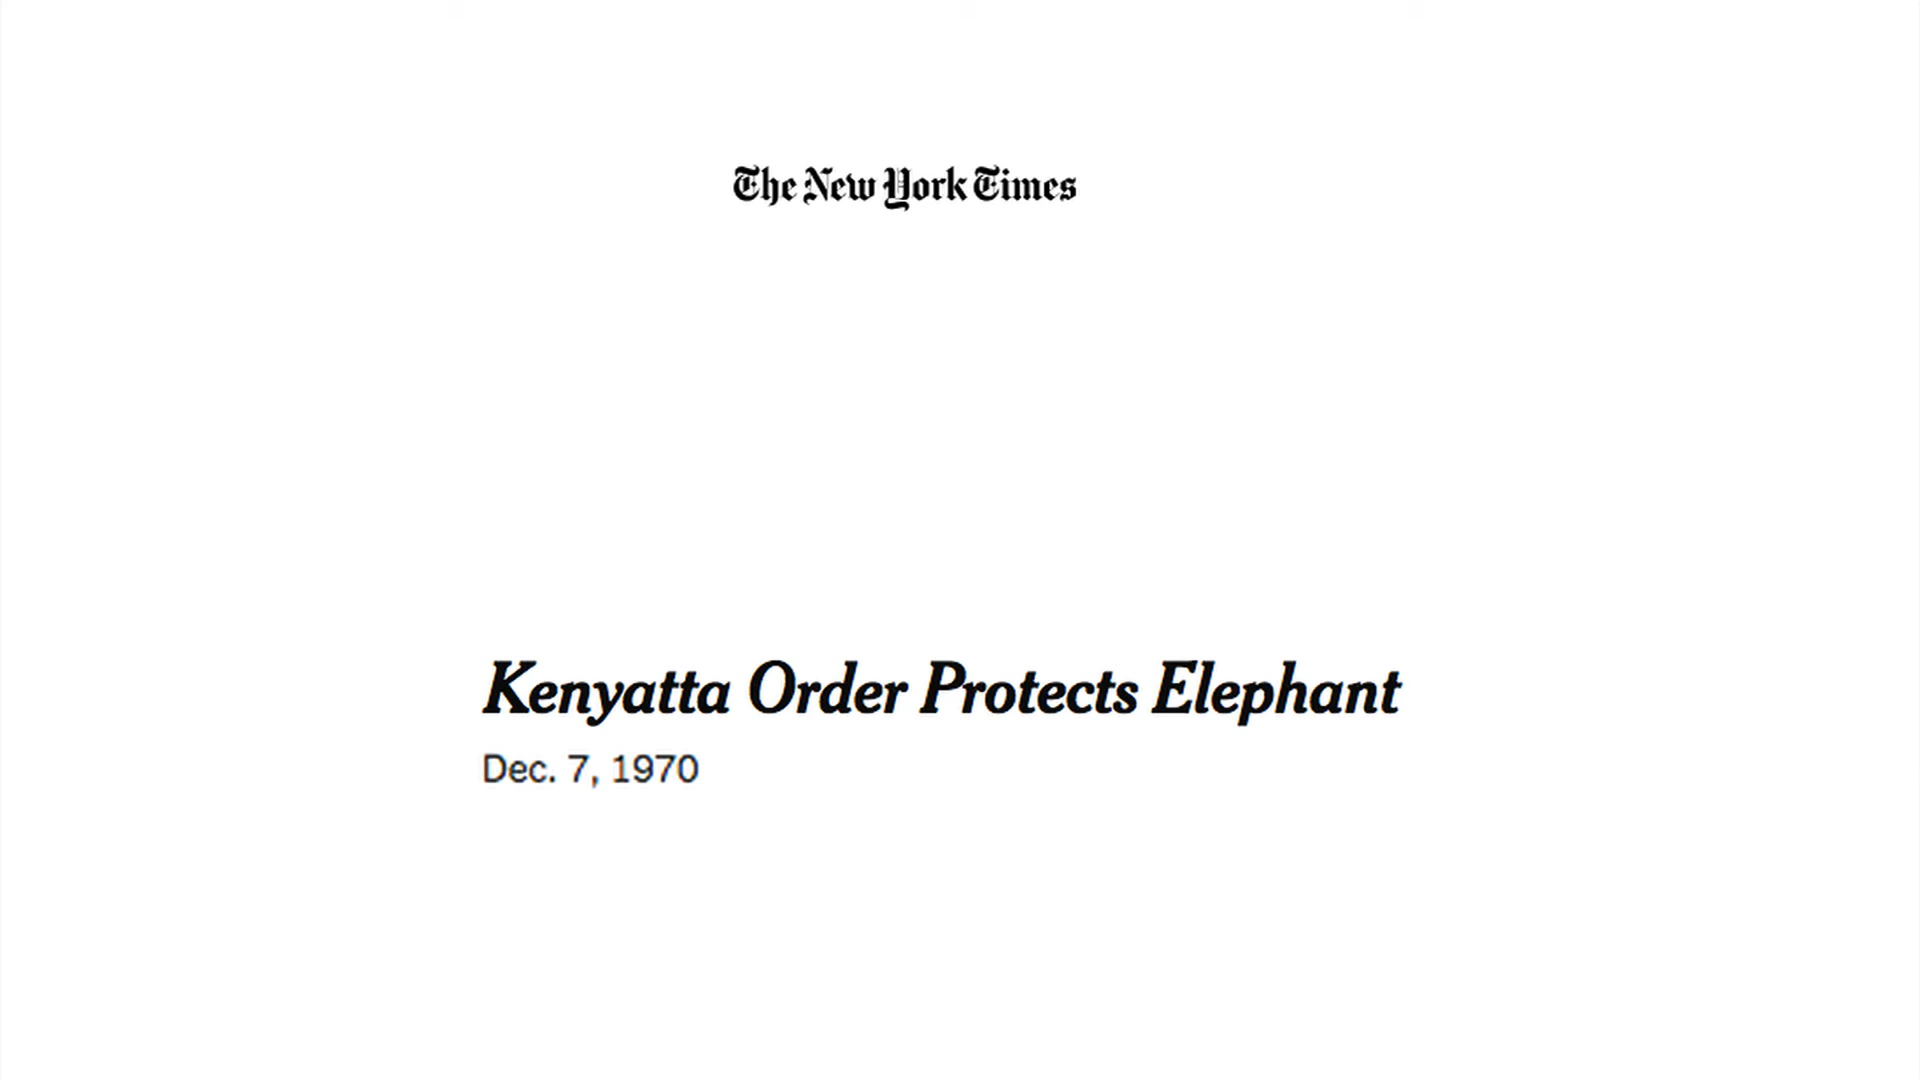 The New York Times
Kenyatta Order Protects Elephant
Dec. 7, 1970